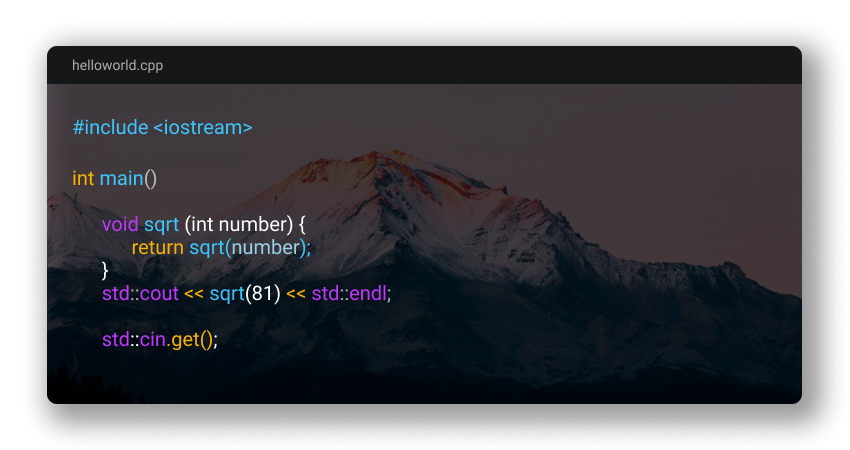 helloworld.cpp
#include <iostream>
int main()
void sqrt (int number) {
return sqrt(number);
}
std::cout << sqrt(81) << std::endl;
std::cin.get();